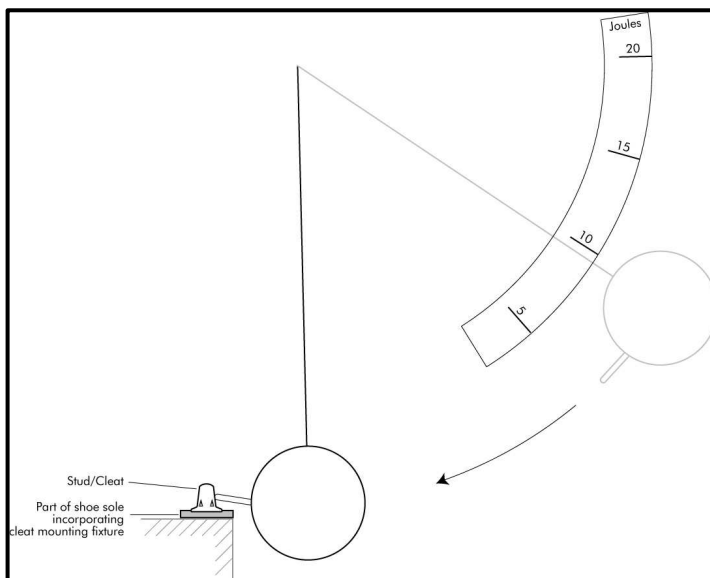 Joules
20
15
10
5
Stud/Cleat
Part of shoe sole
incorporating
cleat mounting fixture